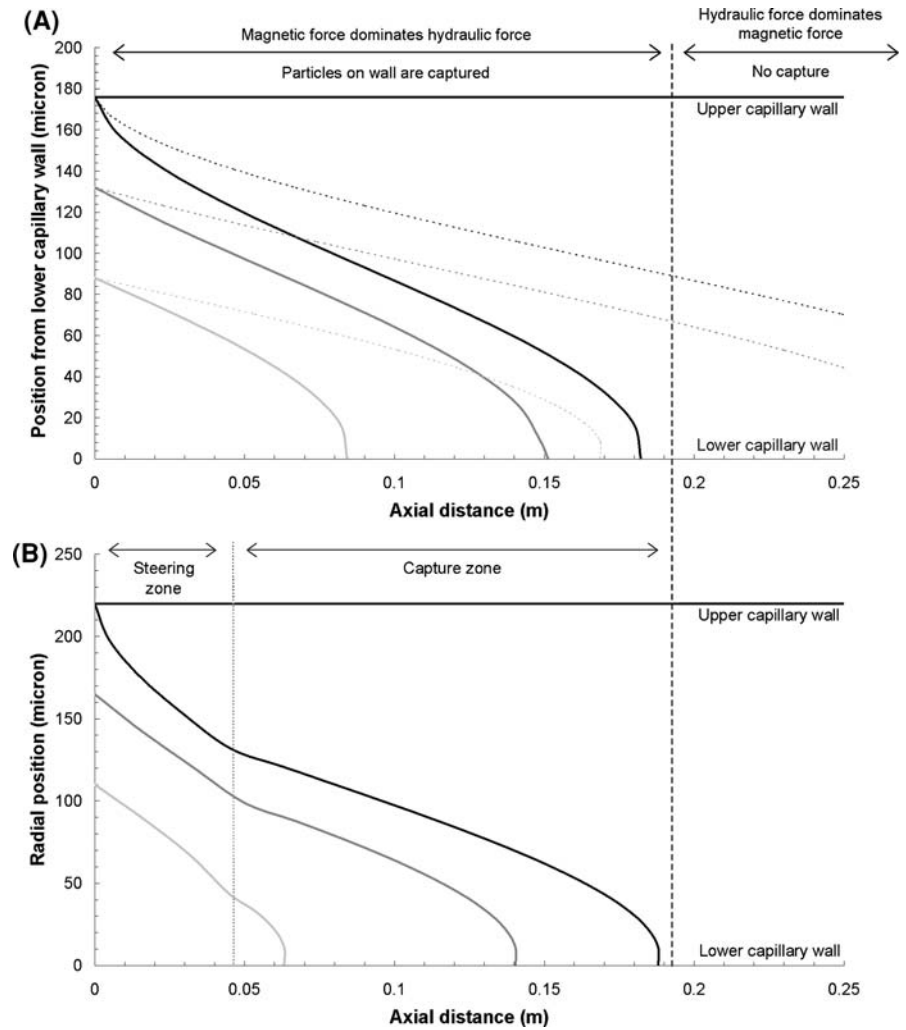 (A)
Magnetic force dominates hydraulic force
Hydraulic force dominates
magnetic force
Particles on wall are captured
No capture
Upper capillary wall
Lower capillary wall
Position from lower capillary wall (micron)
200
180
160
140
120
100
80
60
40
20
0
0
0.05
0.1
0.15
0.2
0.25
Axial distance (m)
(B)
Steering
zone
Capture zone
Upper capillary wall
Lower capillary wall
Radial position (micron)
250
200
150
100
50
0
0
0.05
0.1
0.15
0.2
0.25
Axial distance (m)